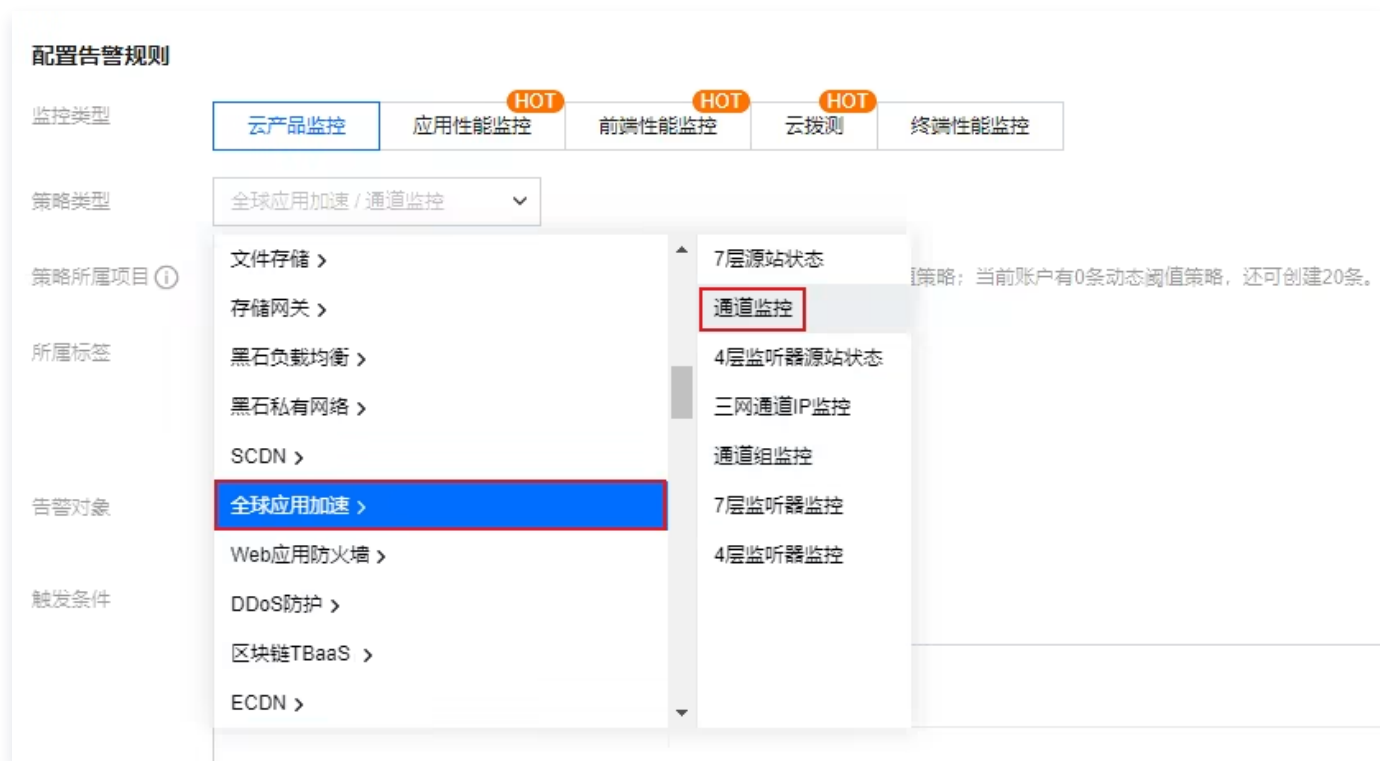 配置告警规则
监控类型
云产品监控 应用性能监控 HOT 前端性能监控 HOT 云拨测 HOT 终端性能监控
策略类型 全球应用加速 / 通道监控
文件存储 7层源站状态
策略所属项目 策略；当前账户有0条动态阈值策略，还可创建20条。
存储网关 通道监控
所属标签
黑石负载均衡 4层监听器源站状态
黑石私有网络 三网通道IP监控
SCDN 通道组监控
告警对象
全球应用加速 7层监听器监控
Web应用防火墙 4层监听器监控
触发条件
DDoS防护
区块链TBaaS
ECDN